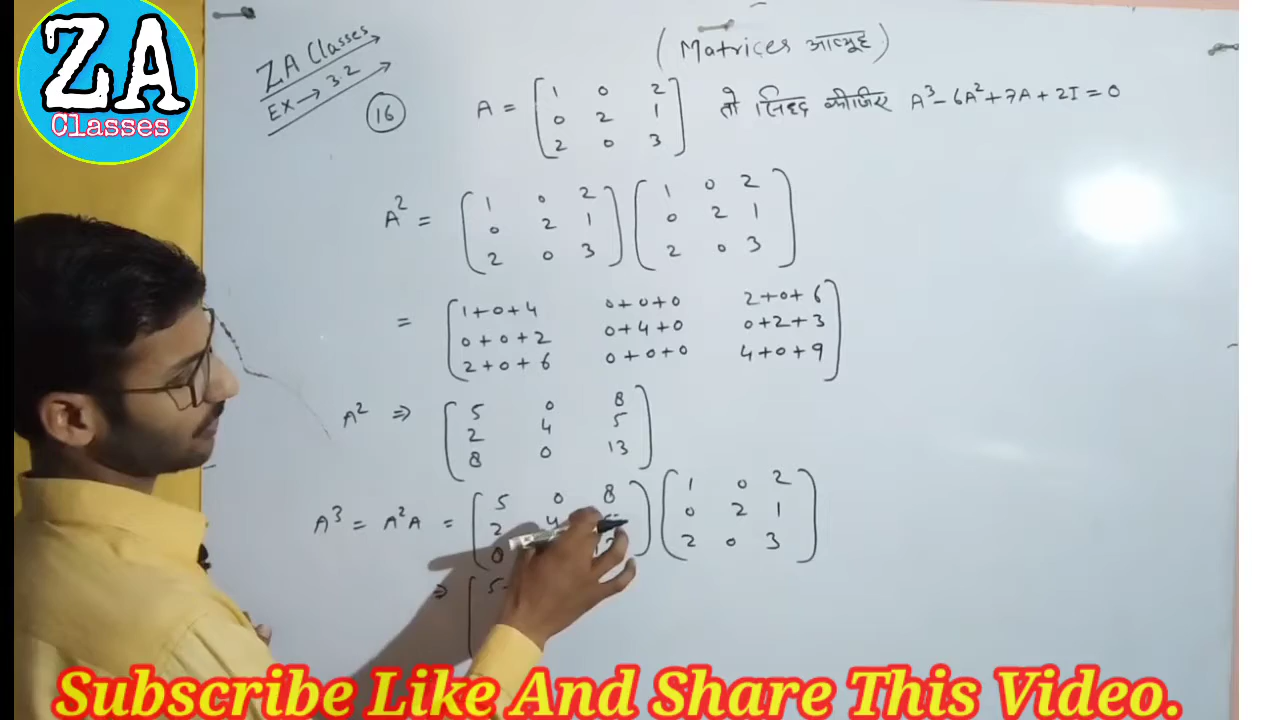 ZA
Classes
ZA Classes
EX→3.2
(Matrices आव्यूह)
16
A = [1 0 2
0 2 1
2 0 3] तो सिद्ध कीजिए A³-6A²+7A+2I=0
A² = [1 0 2 0 2 1 2 0 3] [1 0 2 0 2 1 2 0 3]
= [1+0+4 0+0+0 2+0+6
0+0+2 0+4+0 0+2+3
2+0+6 0+0+0 4+0+9]
A² ⇒ [5 0 8
2 4 5
8 0 13]
A³ = A²A = [5 0 8] [1 0 2
2 4 0 2 1
2 0 3]
⇒ [5
Subscribe Like And Share This Video.